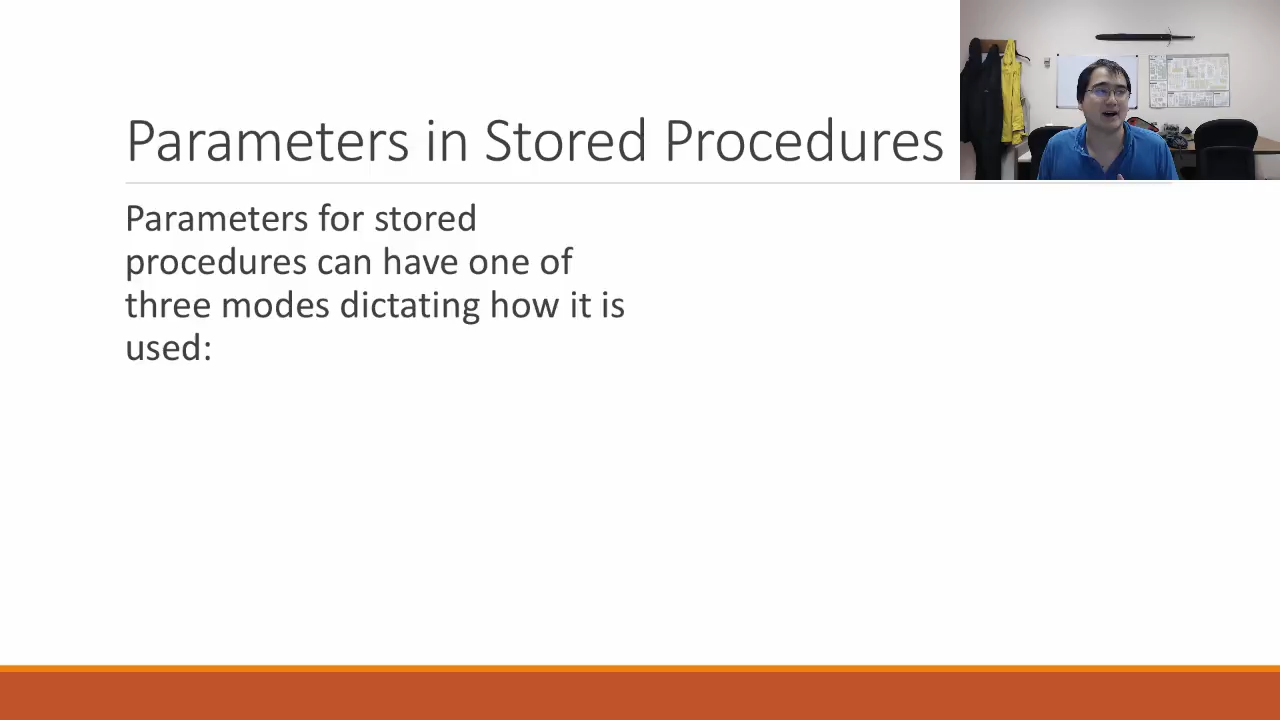 Parameters in Stored Procedures
Parameters for stored
procedures can have one of
three modes dictating how it is
used: